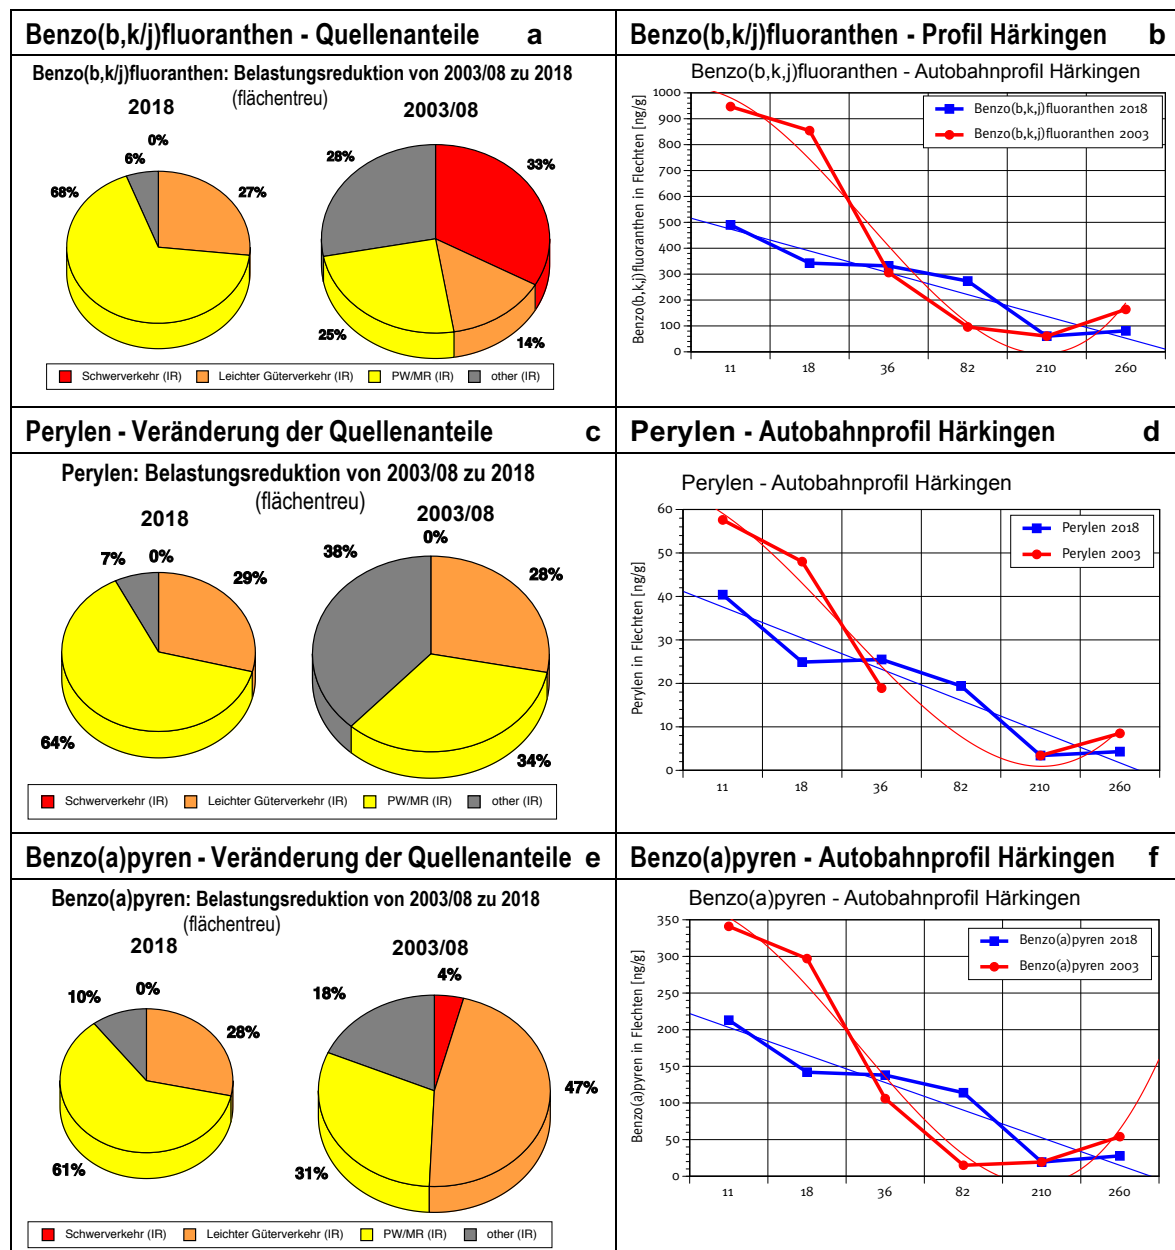 Benzo(b,k/j)fluoranthen - Quellenanteile a
Benzo(b,k/j)fluoranthen: Belastungsreduktion von 2003/08 zu 2018
(flächentreu)
2018
2003/08
0%
6%
68%
27%
28%
33%
25%
14%
Schwerverkehr (IR) Leichter Güterverkehr (IR) PW/MR (IR) other (IR)
Benzo(b,k/j)fluoranthen - Profil Härkingen b
Benzo(b,k,j)fluoranthen - Autobahnprofil Härkingen
Benzo(b,k,j)fluoranthen in Flechten [ng/g]
1000
900
800
700
600
500
400
300
200
100
0
Benzo(b,k,j)fluoranthen 2018
Benzo(b,k,j)fluoranthen 2003
11 18 36 82 210 260
Perylen - Veränderung der Quellenanteile c
Perylen: Belastungsreduktion von 2003/08 zu 2018
(flächentreu)
2018
2003/08
7%
0%
29%
64%
38%
0%
28%
34%
Schwerverkehr (IR) Leichter Güterverkehr (IR) PW/MR (IR) other (IR)
Perylen - Autobahnprofil Härkingen d
Perylen - Autobahnprofil Härkingen
Perylen in Flechten [ng/g]
60
50
40
30
20
10
0
Perylen 2018
Perylen 2003
11 18 36 82 210 260
Benzo(a)pyren - Veränderung der Quellenanteile e
Benzo(a)pyren: Belastungsreduktion von 2003/08 zu 2018
(flächentreu)
2018
2003/08
10%
0%
28%
61%
18%
4%
47%
31%
Schwerverkehr (IR) Leichter Güterverkehr (IR) PW/MR (IR) other (IR)
Benzo(a)pyren - Autobahnprofil Härkingen f
Benzo(a)pyren - Autobahnprofil Härkingen
Benzo(a)pyren in Flechten [ng/g]
350
300
250
200
150
100
50
0
Benzo(a)pyren 2018
Benzo(a)pyren 2003
11 18 36 82 210 260